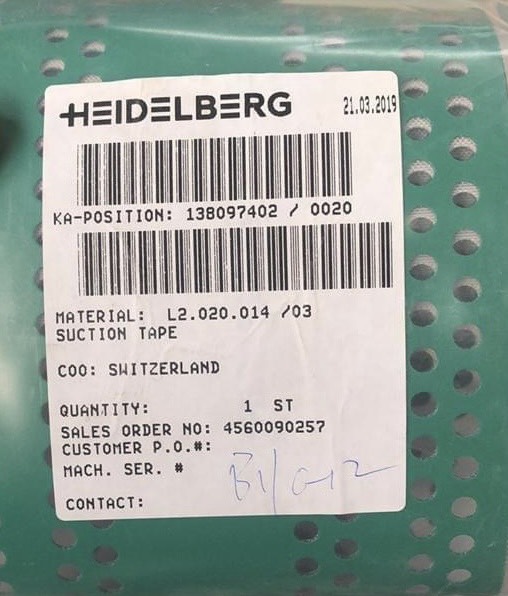 HEIDELBERG
21.03.2019
KA-POSITION: 138097402 / 0020
MATERIAL: L2.020.014 /03
SUCTION TAPE
COO: SWITZERLAND
QUANTITY: 1 ST
SALES ORDER NO: 4560090257
CUSTOMER P.O.#:
MACH. SER. #
CONTACT: